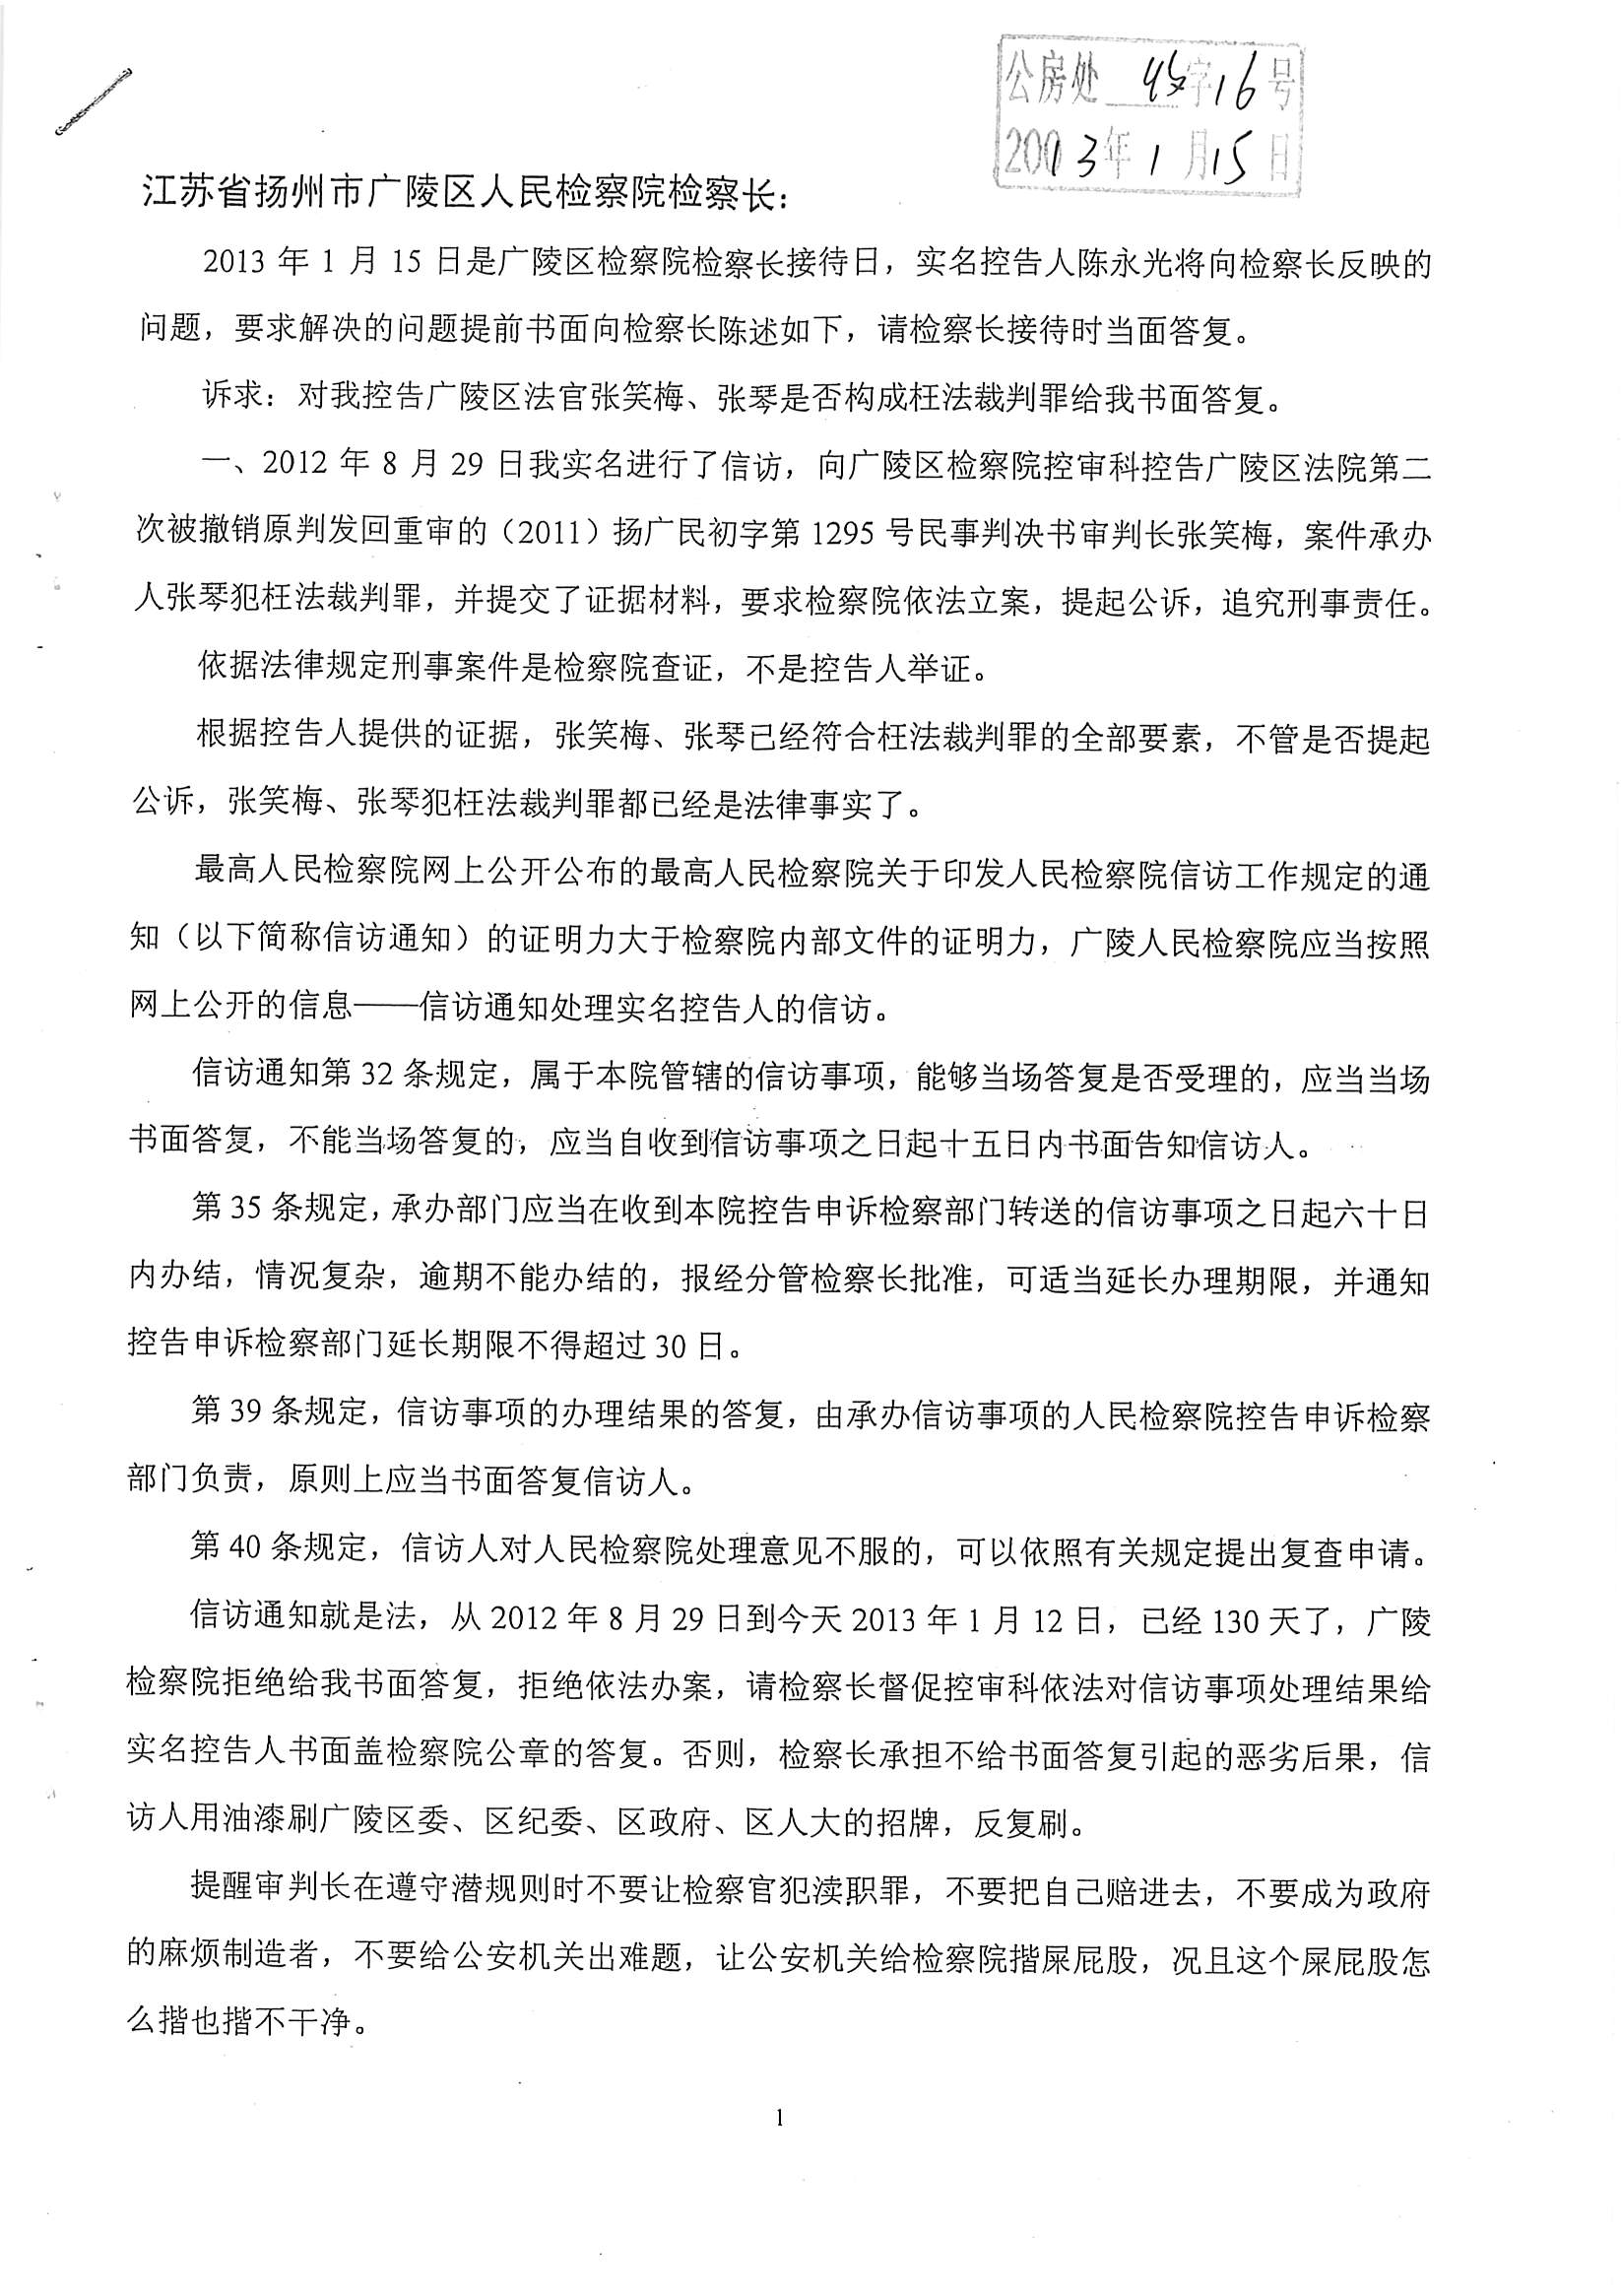 公房处 收字16号
2013年1月15日
江苏省扬州市广陵区人民检察院检察长：
2013 年 1 月 15 日是广陵区检察院检察长接待日，实名控告人陈永光将向检察长反映的
问题，要求解决的问题提前书面向检察长陈述如下，请检察长接待时当面答复。
诉求：对我控告广陵区法官张笑梅、张琴是否构成枉法裁判罪给我书面答复。
一、2012 年 8 月 29 日我实名进行了信访，向广陵区检察院控审科控告广陵区法院第二
次被撤销原判发回重审的（2011）扬广民初字第 1295 号民事判决书审判长张笑梅，案件承办
人张琴犯枉法裁判罪，并提交了证据材料，要求检察院依法立案，提起公诉，追究刑事责任。
依据法律规定刑事案件是检察院查证，不是控告人举证。
根据控告人提供的证据，张笑梅、张琴已经符合枉法裁判罪的全部要素，不管是否提起
公诉，张笑梅、张琴犯枉法裁判罪都已经是法律事实了。
最高人民检察院网上公开公布的最高人民检察院关于印发人民检察院信访工作规定的通
知（以下简称信访通知）的证明力大于检察院内部文件的证明力，广陵人民检察院应当按照
网上公开的信息——信访通知处理实名控告人的信访。
信访通知第 32 条规定，属于本院管辖的信访事项，能够当场答复是否受理的，应当当场
书面答复，不能当场答复的，应当自收到信访事项之日起十五日内书面告知信访人。
第 35 条规定，承办部门应当在收到本院控告申诉检察部门转送的信访事项之日起六十日
内办结，情况复杂，逾期不能办结的，报经分管检察长批准，可适当延长办理期限，并通知
控告申诉检察部门延长期限不得超过 30 日。
第 39 条规定，信访事项的办理结果的答复，由承办信访事项的人民检察院控告申诉检察
部门负责，原则上应当书面答复信访人。
第 40 条规定，信访人对人民检察院处理意见不服的，可以依照有关规定提出复查申请。
信访通知就是法，从 2012 年 8 月 29 日到今天 2013 年 1 月 12 日，已经 130 天了，广陵
检察院拒绝给我书面答复，拒绝依法办案，请检察长督促控审科依法对信访事项处理结果给
实名控告人书面盖检察院公章的答复。否则，检察长承担不给书面答复引起的恶劣后果，信
访人用油漆刷广陵区委、区纪委、区政府、区人大的招牌，反复刷。
提醒审判长在遵守潜规则时不要让检察官犯渎职罪，不要把自己赔进去，不要成为政府
的麻烦制造者，不要给公安机关出难题，让公安机关给检察院揩屎屁股，况且这个屎屁股怎
么揩也揩不干净。
1